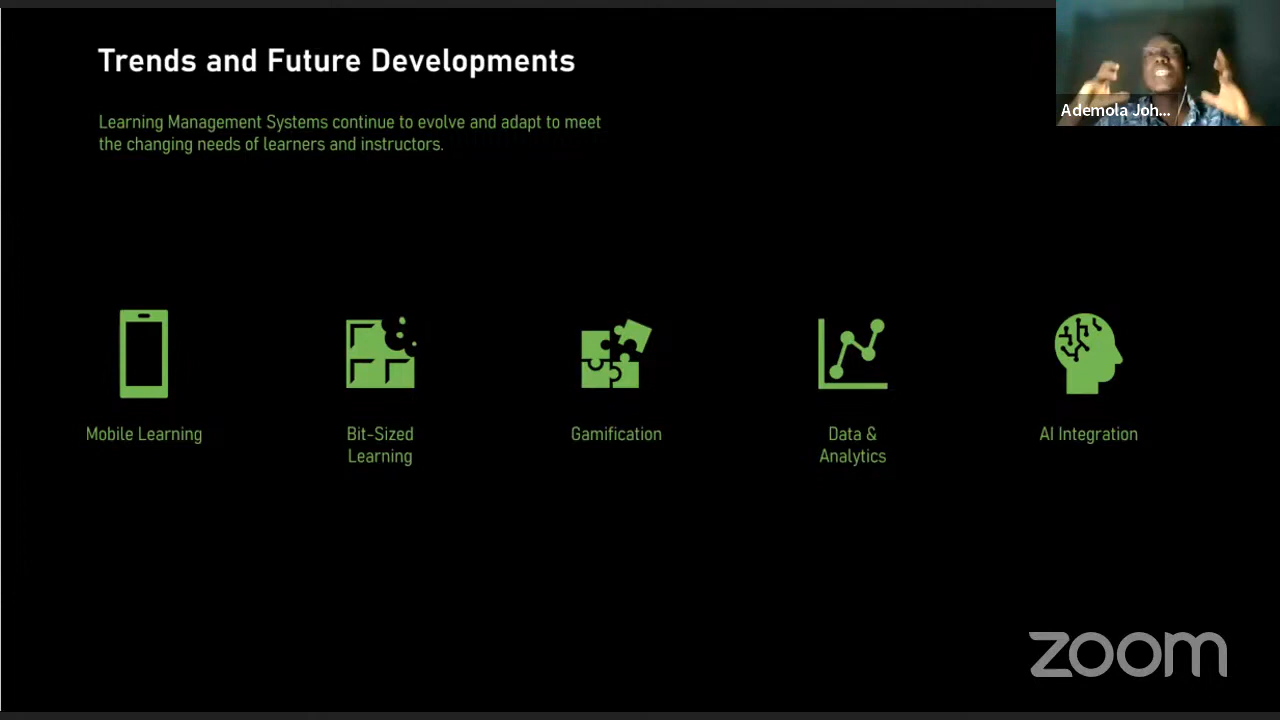 Trends and Future Developments
Learning Management Systems continue to evolve and adapt to meet
the changing needs of learners and instructors.
Ademola Joh...
Mobile Learning
Bit-Sized
Learning
Gamification
Data &
Analytics
AI Integration
zoom